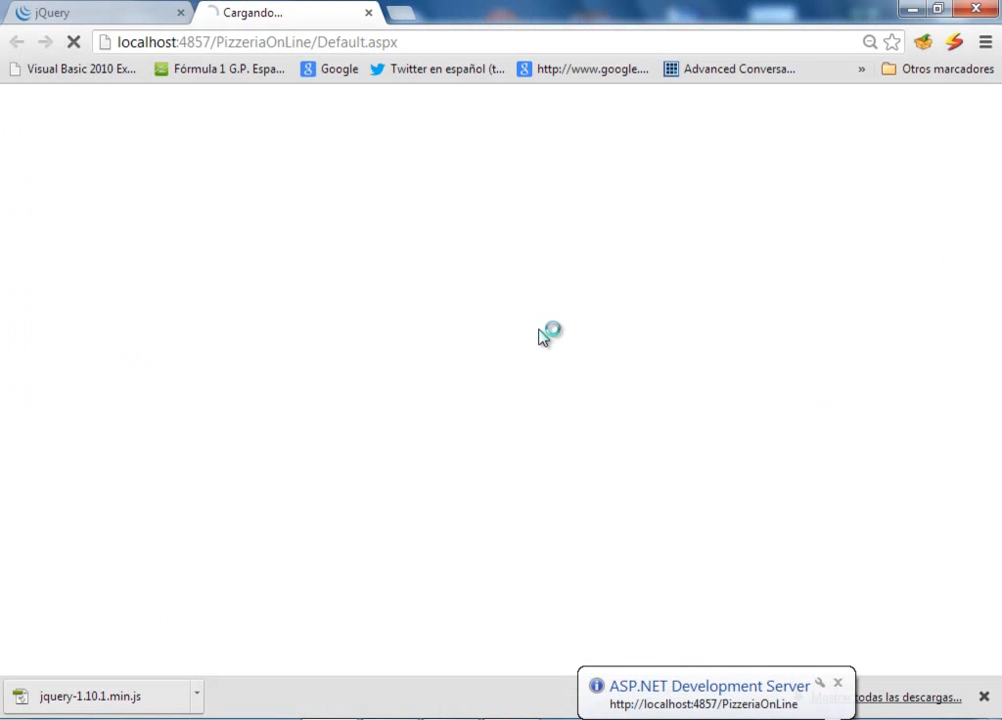 jQuery
Cargando...
localhost:4857/PizzeriaOnLine/Default.aspx
Visual Basic 2010 Ex... Fórmula 1 G.P. Espa... Google Twitter en español (t... http://www.google.... Advanced Conversa... » Otros marcadores
jquery-1.10.1.min.js
ASP.NET Development Server
http://localhost:4857/PizzeriaOnLine
Mostrar todas las descargas...